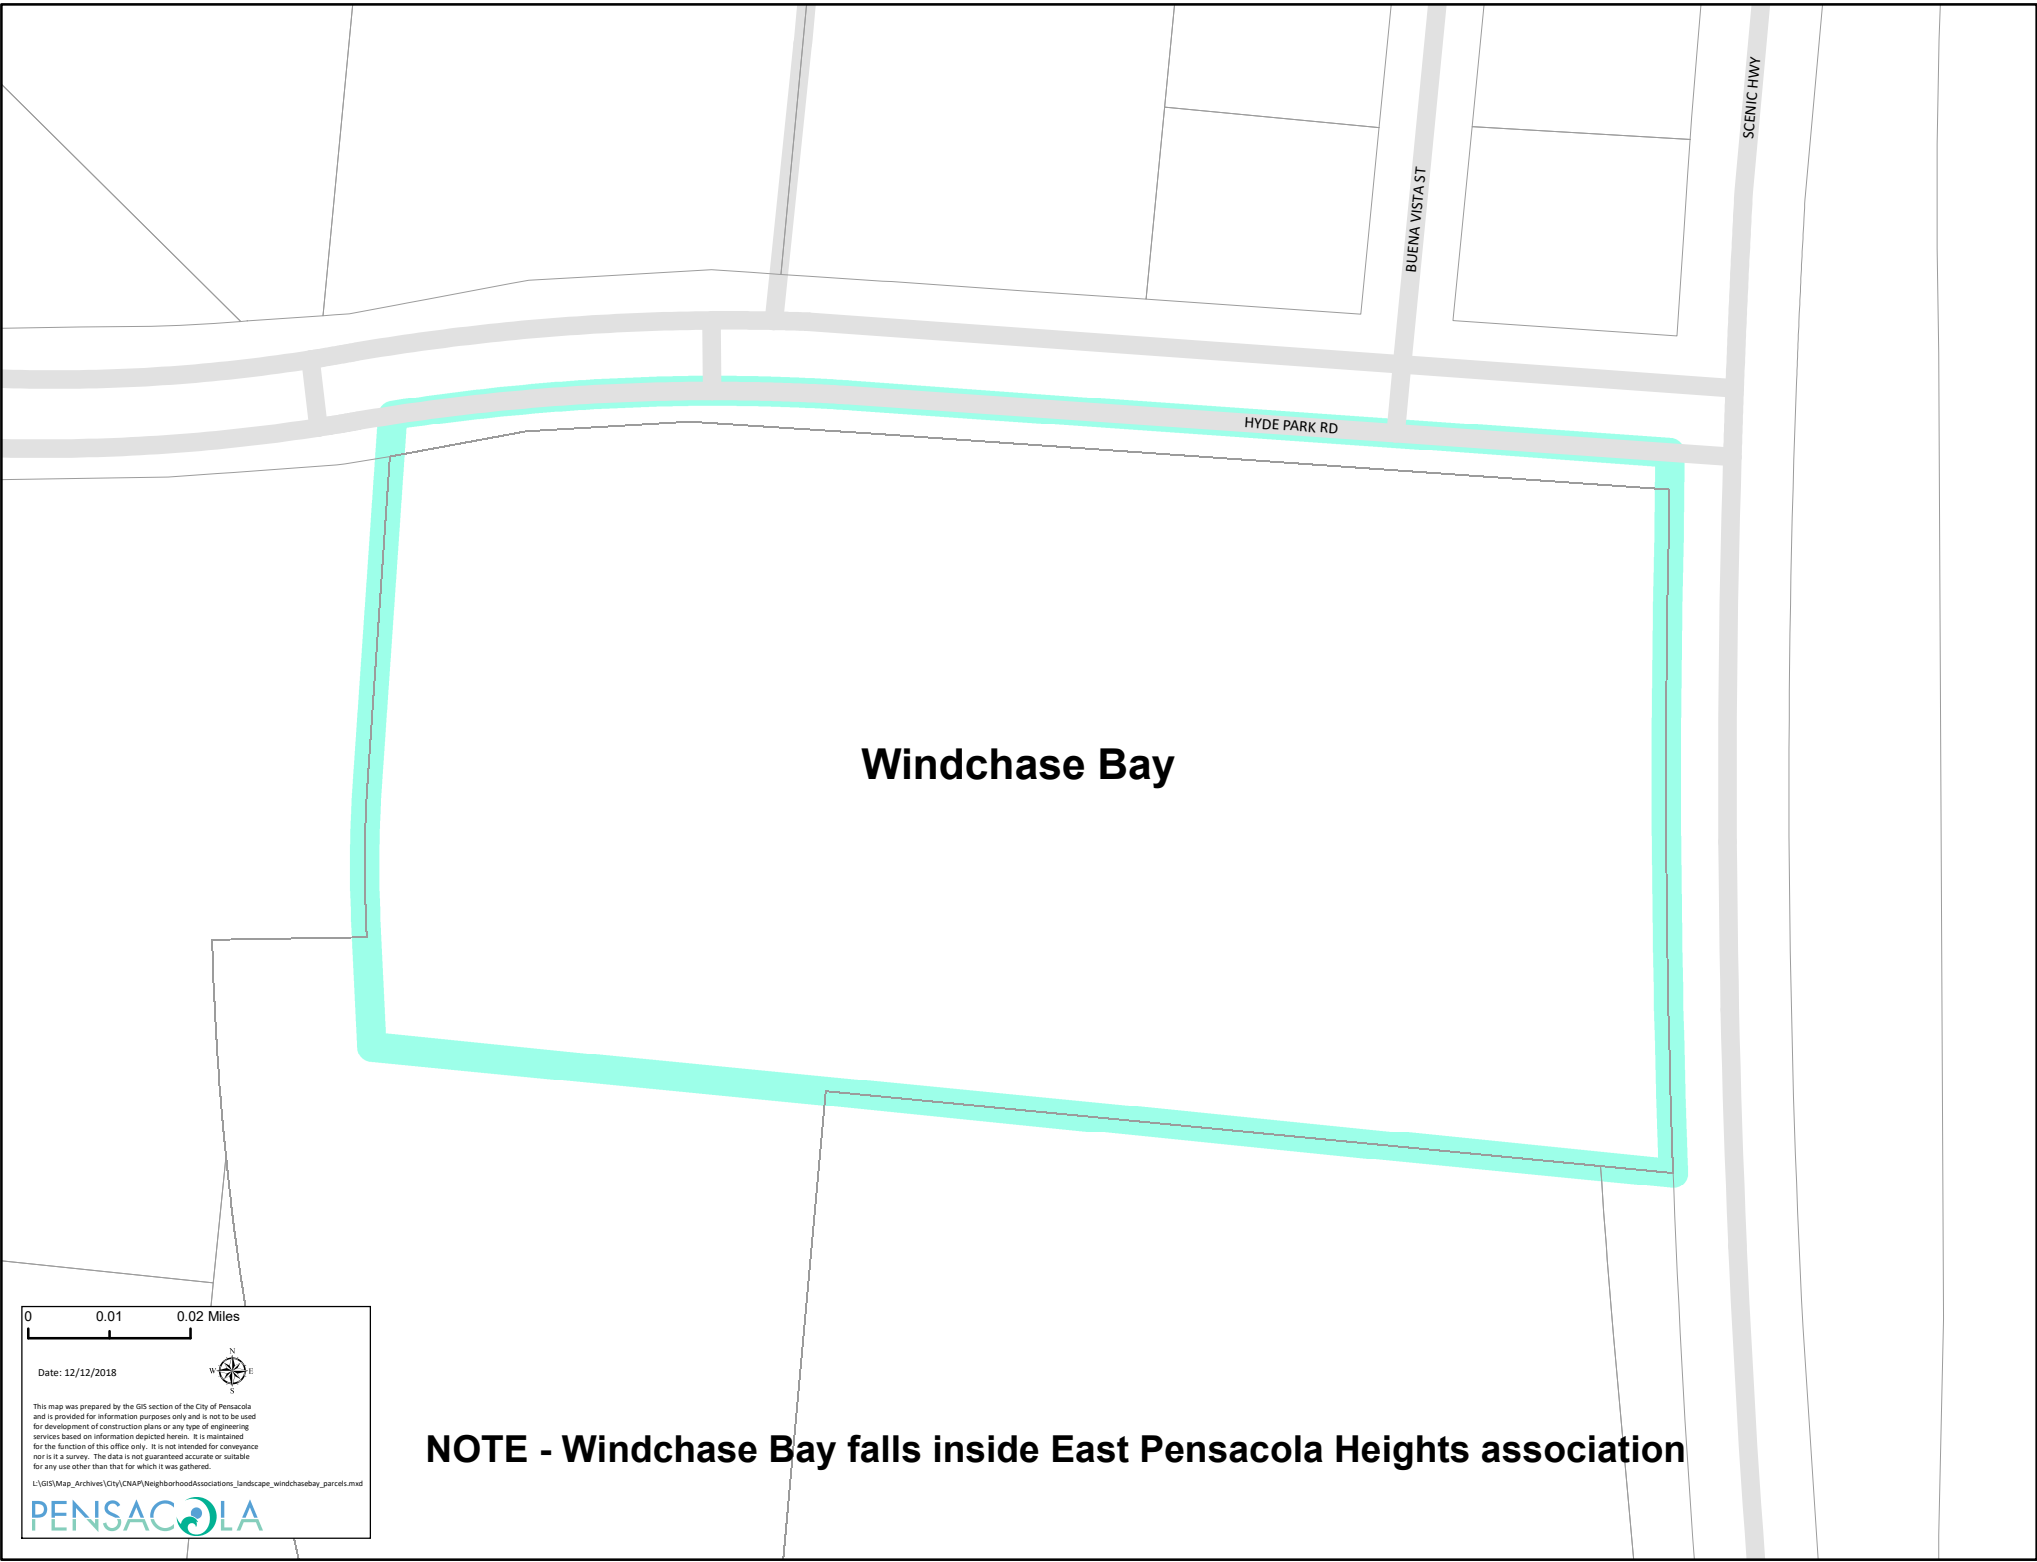 SCENIC HWY
BUENA VISTA ST
HYDE PARK RD
Windchase Bay
0 0.01 0.02 Miles
Date: 12/12/2018
N
W E
S
This map was prepared by the GIS section of the City of Pensacola
and is provided for information purposes only and is not to be used
for development of construction plans or any type of engineering
services based on information depicted herein. It is maintained
for the function of this office only. It is not intended for conveyance
nor is it a survey. The data is not guaranteed accurate or suitable
for any use other than that for which it was gathered.
L:\GIS\Map_Archives\City\CNAP\NeighborhoodAssociations_landscape_windchasebay_parcels.mxd
PENSACOLA
NOTE - Windchase Bay falls inside East Pensacola Heights association